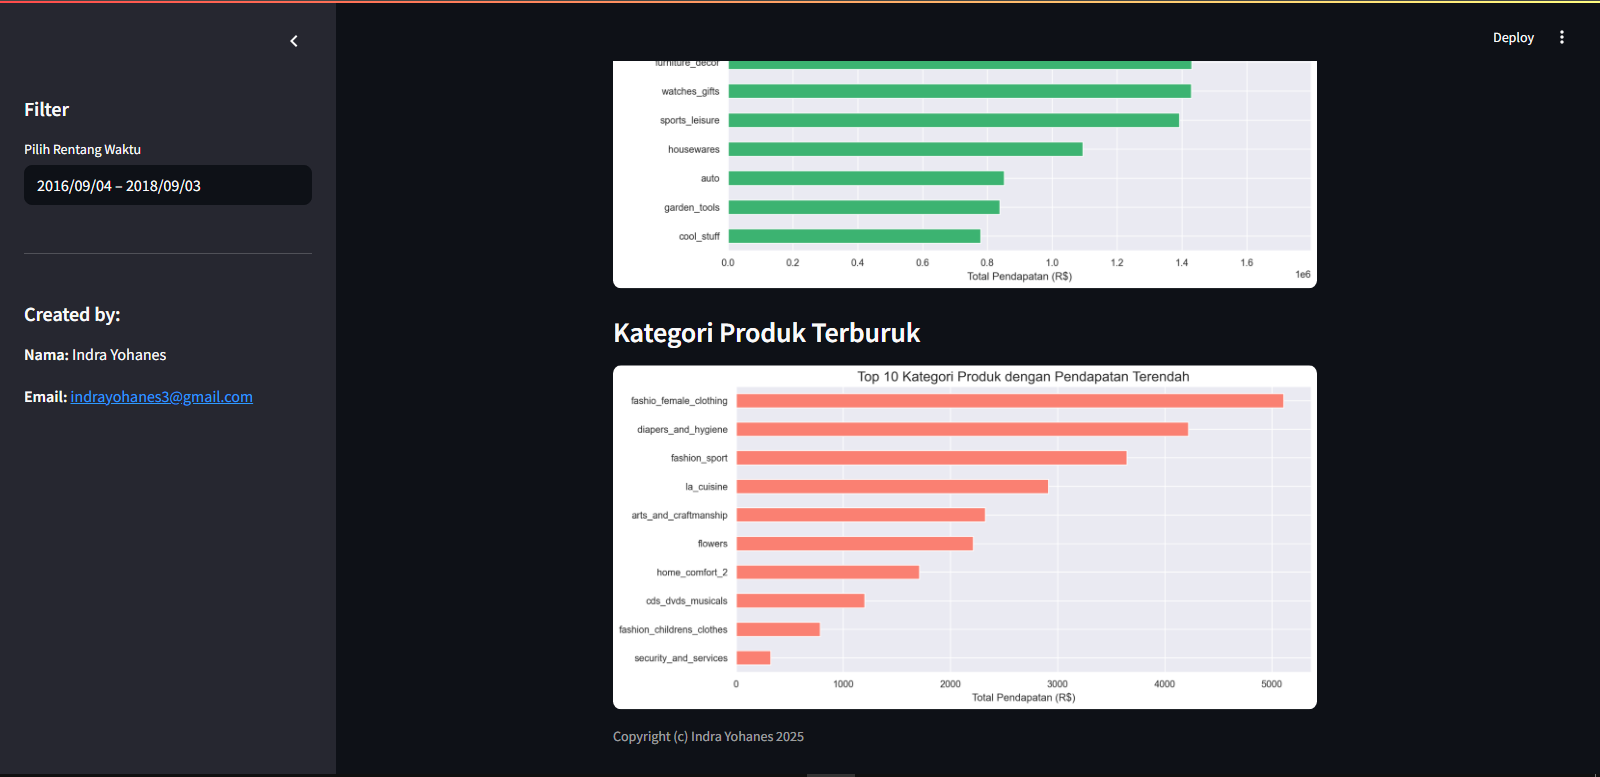 Deploy
Filter
Pilih Rentang Waktu
2016/09/04 – 2018/09/03
Created by:
Nama: Indra Yohanes
Email: indrayohanes3@gmail.com
furniture_decor
watches_gifts
sports_leisure
housewares
auto
garden_tools
cool_stuff
0.0 0.2 0.4 0.6 0.8 1.0 1.2 1.4 1.6
1e6
Total Pendapatan (R$)
Kategori Produk Terburuk
Top 10 Kategori Produk dengan Pendapatan Terendah
fashio_female_clothing
diapers_and_hygiene
fashion_sport
la_cuisine
arts_and_craftmanship
flowers
home_comfort_2
cds_dvds_musicals
fashion_childrens_clothes
security_and_services
0 1000 2000 3000 4000 5000
Total Pendapatan (R$)
Copyright (c) Indra Yohanes 2025